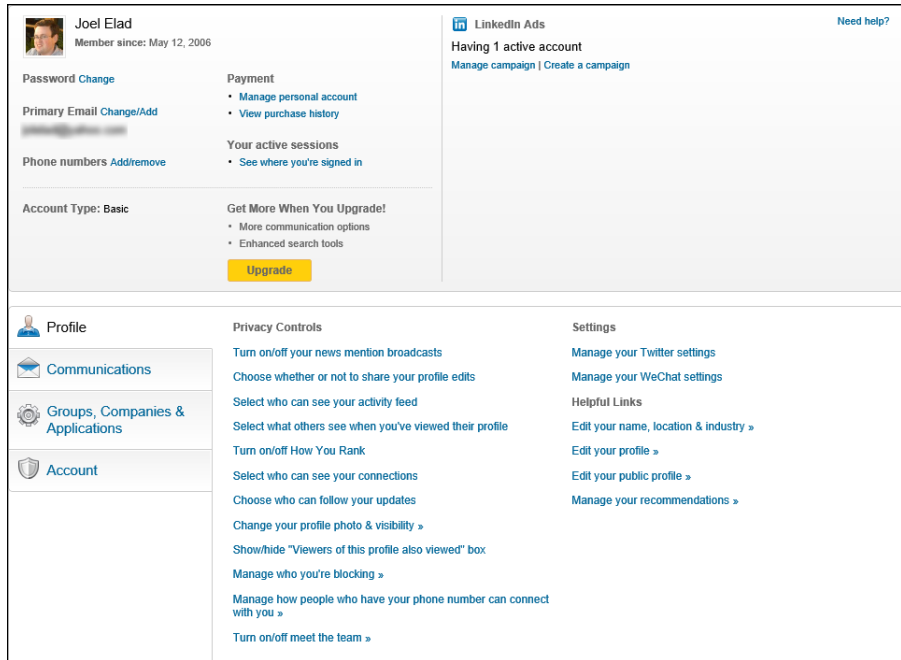 Joel Elad
Member since: May 12, 2006
Password Change
Primary Email Change/Add
Phone numbers Add/remove
Payment
• Manage personal account
• View purchase history
Your active sessions
• See where you're signed in
Account Type: Basic
Get More When You Upgrade!
• More communication options
• Enhanced search tools
Upgrade
in LinkedIn Ads
Need help?
Having 1 active account
Manage campaign | Create a campaign
Profile
Communications
Groups, Companies &
Applications
Account
Privacy Controls
Turn on/off your news mention broadcasts
Choose whether or not to share your profile edits
Select who can see your activity feed
Select what others see when you've viewed their profile
Turn on/off How You Rank
Select who can see your connections
Choose who can follow your updates
Change your profile photo & visibility »
Show/hide "Viewers of this profile also viewed" box
Manage who you're blocking »
Manage how people who have your phone number can connect
with you »
Turn on/off meet the team »
Settings
Manage your Twitter settings
Manage your WeChat settings
Helpful Links
Edit your name, location & industry »
Edit your profile »
Edit your public profile »
Manage your recommendations »